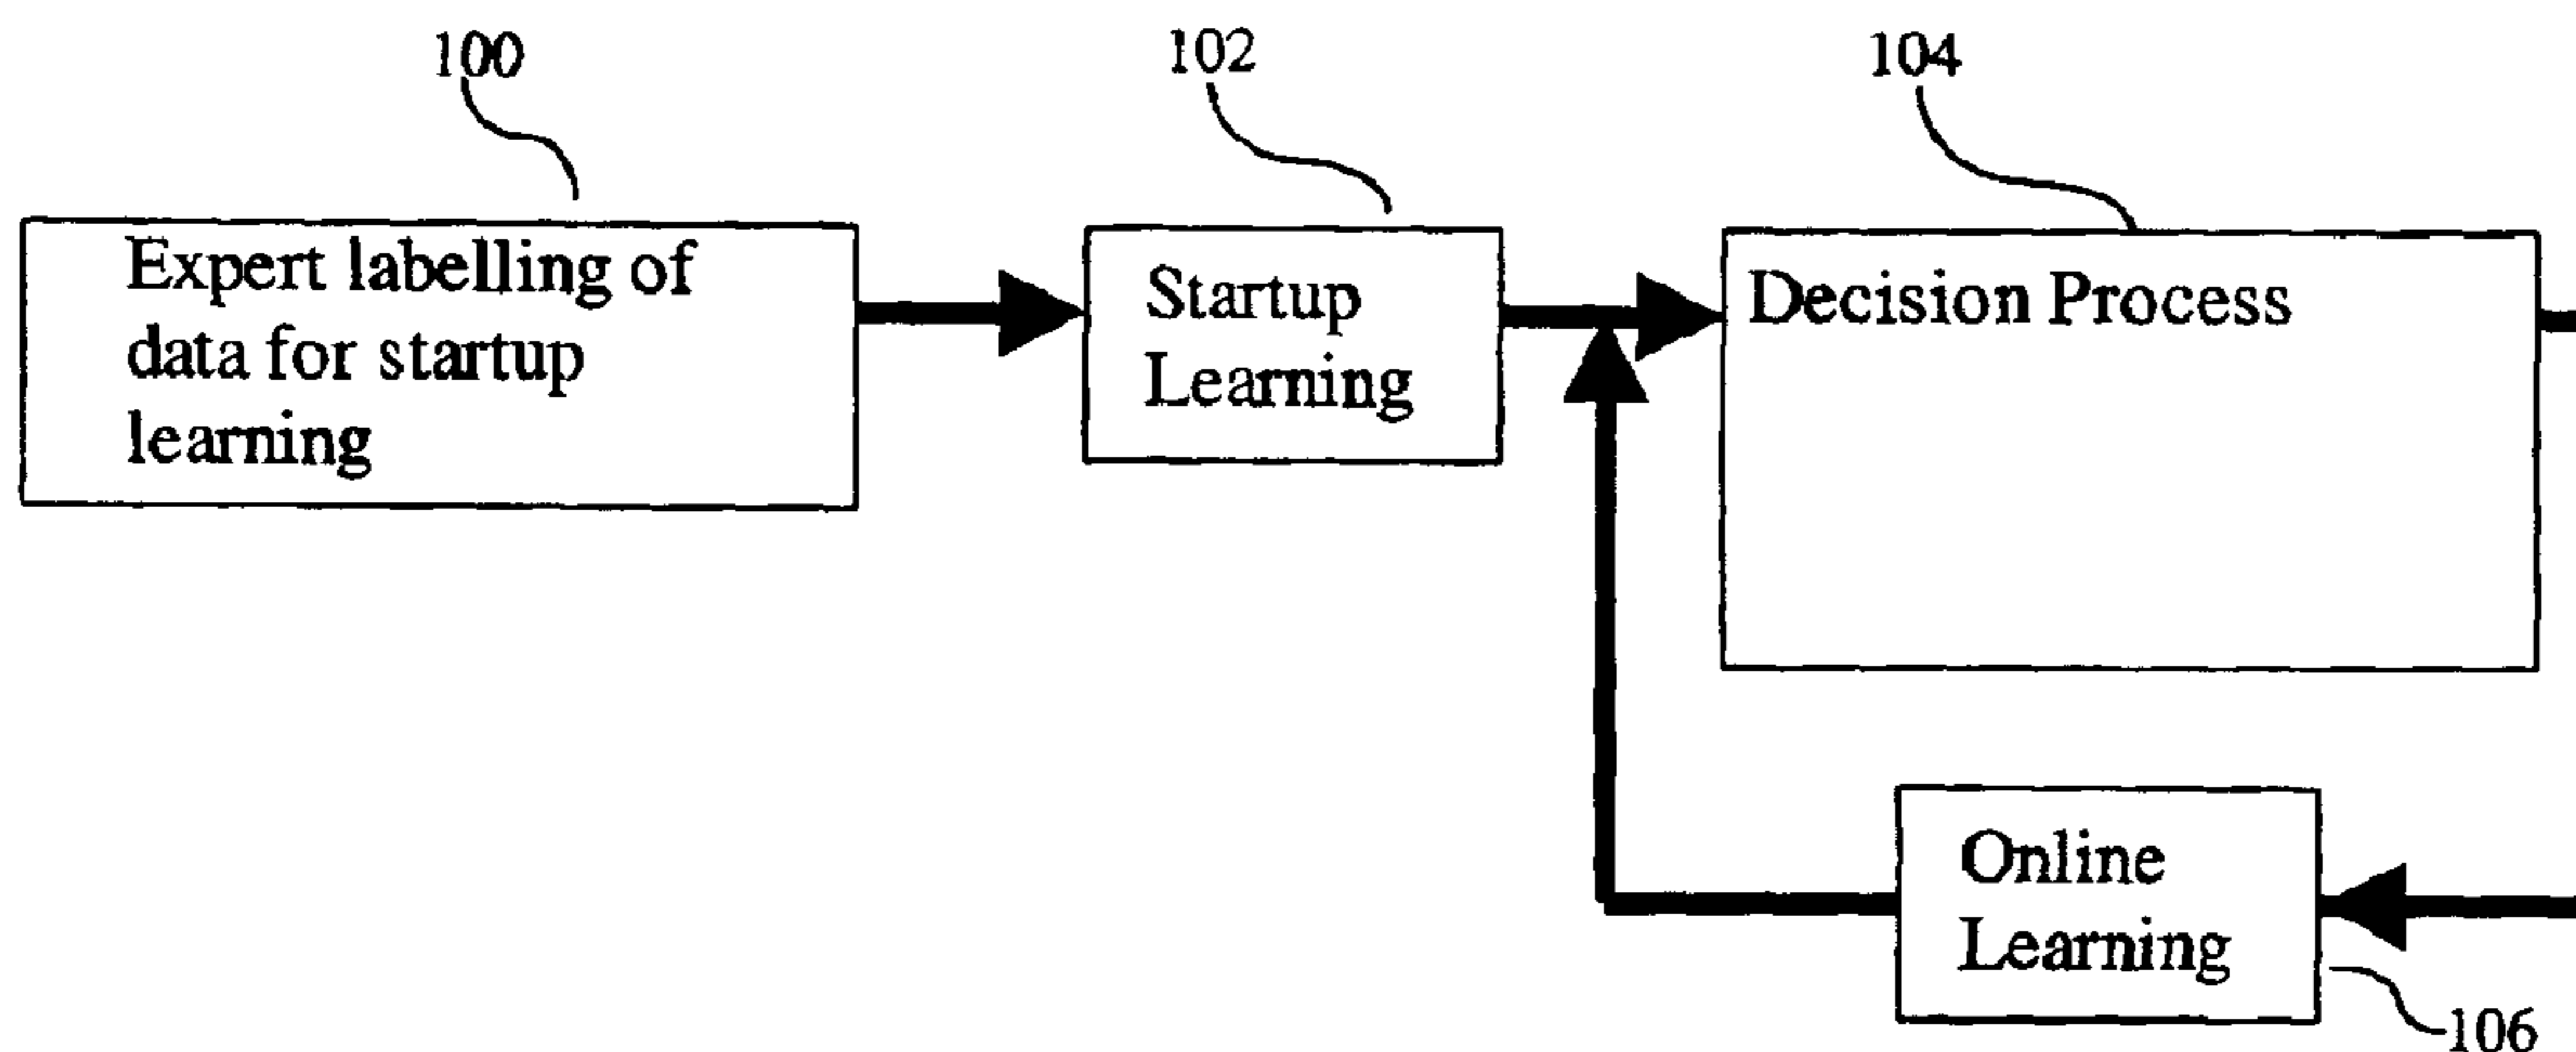 100
102
104
Expert labelling of
data for startup
learning
Startup
Learning
Decision Process
Online
Learning
106